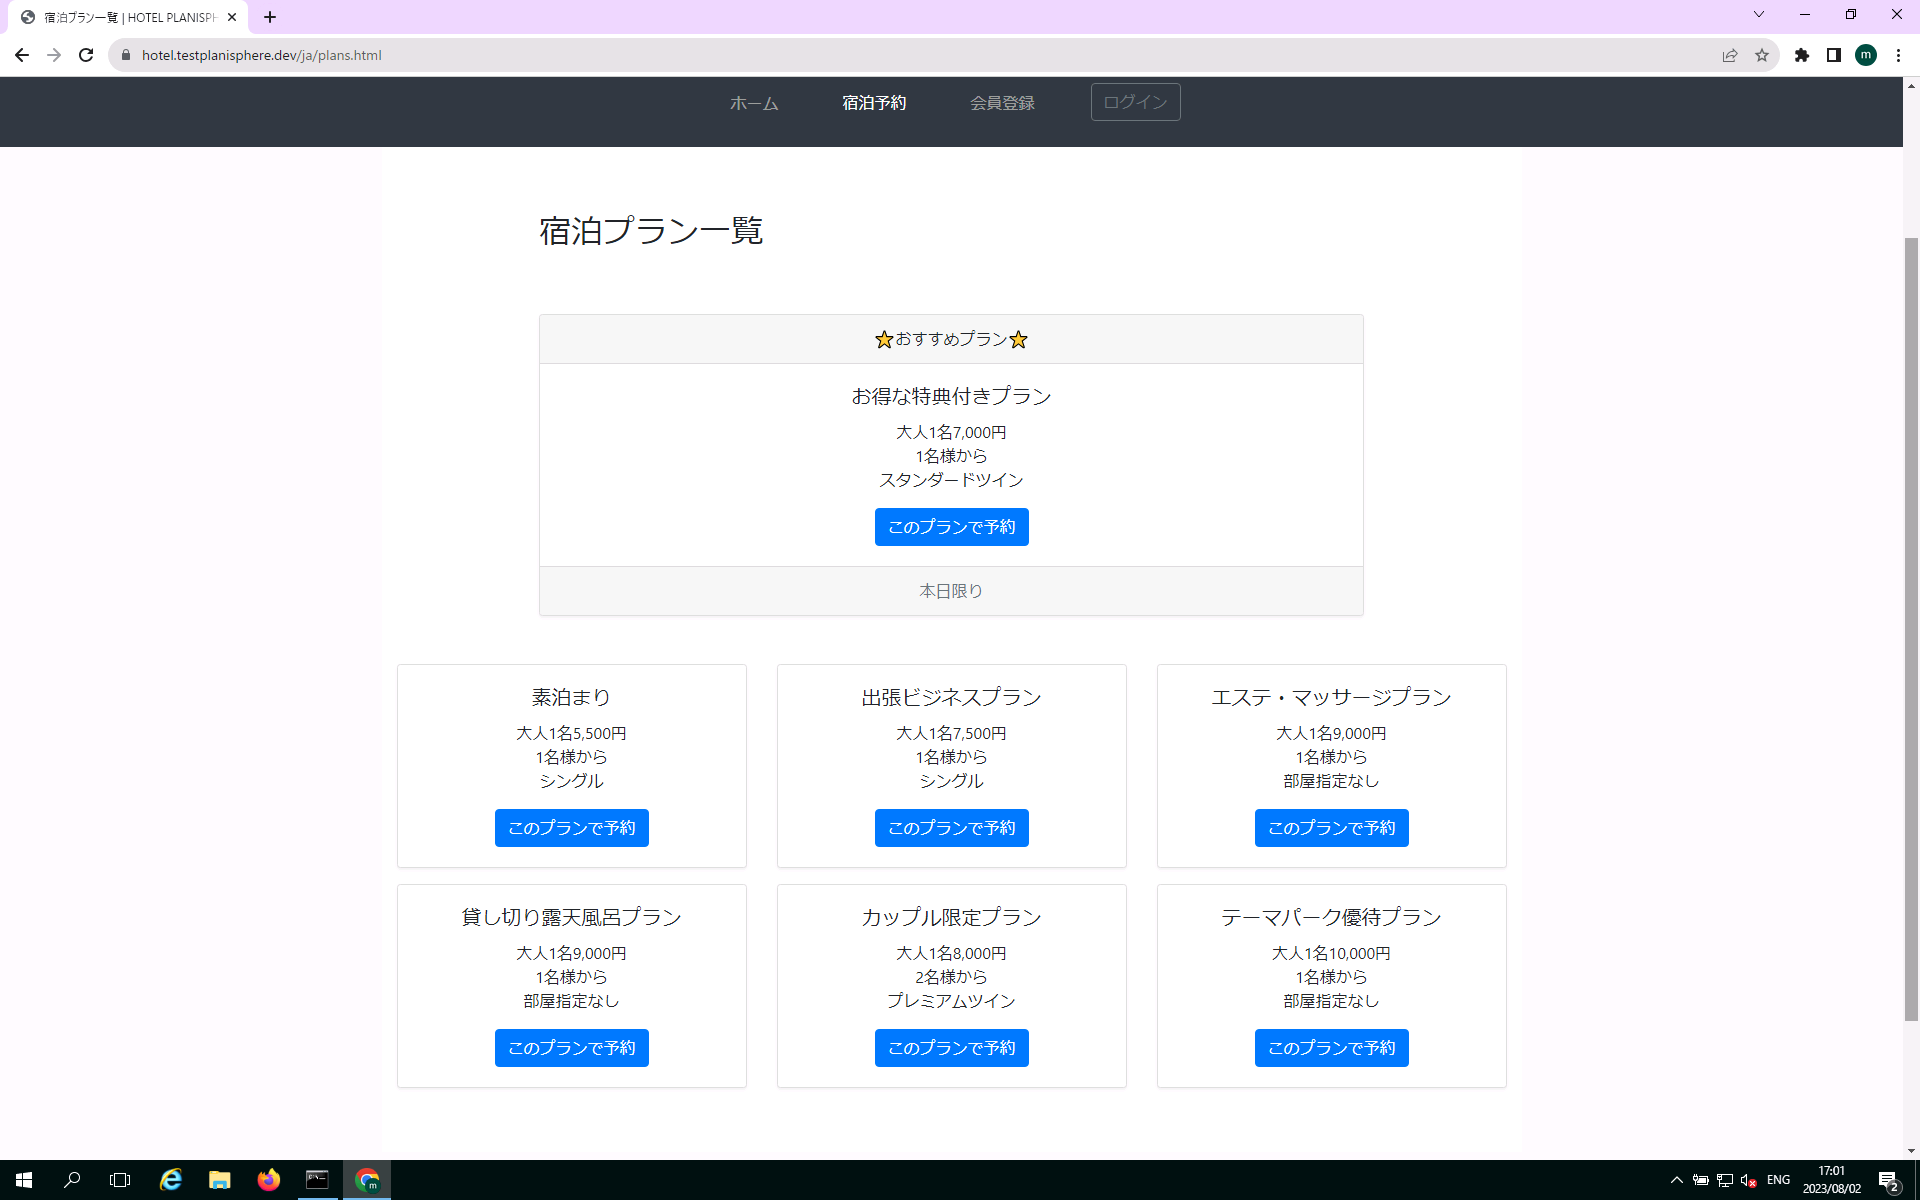 宿泊プラン一覧 | HOTEL PLANISPH
hotel.testplanisphere.dev/ja/plans.html
m
ホーム 宿泊予約 会員登録 ログイン
宿泊プラン一覧
⭐おすすめプラン⭐
お得な特典付きプラン
大人1名7,000円
1名様から
スタンダードツイン
このプランで予約
本日限り
素泊まり
大人1名5,500円
1名様から
シングル
このプランで予約
出張ビジネスプラン
大人1名7,500円
1名様から
シングル
このプランで予約
エステ・マッサージプラン
大人1名9,000円
1名様から
部屋指定なし
このプランで予約
貸し切り露天風呂プラン
大人1名9,000円
1名様から
部屋指定なし
このプランで予約
カップル限定プラン
大人1名8,000円
2名様から
プレミアムツイン
このプランで予約
テーマパーク優待プラン
大人1名10,000円
1名様から
部屋指定なし
このプランで予約
m
ENG
17:01
2023/08/02
2